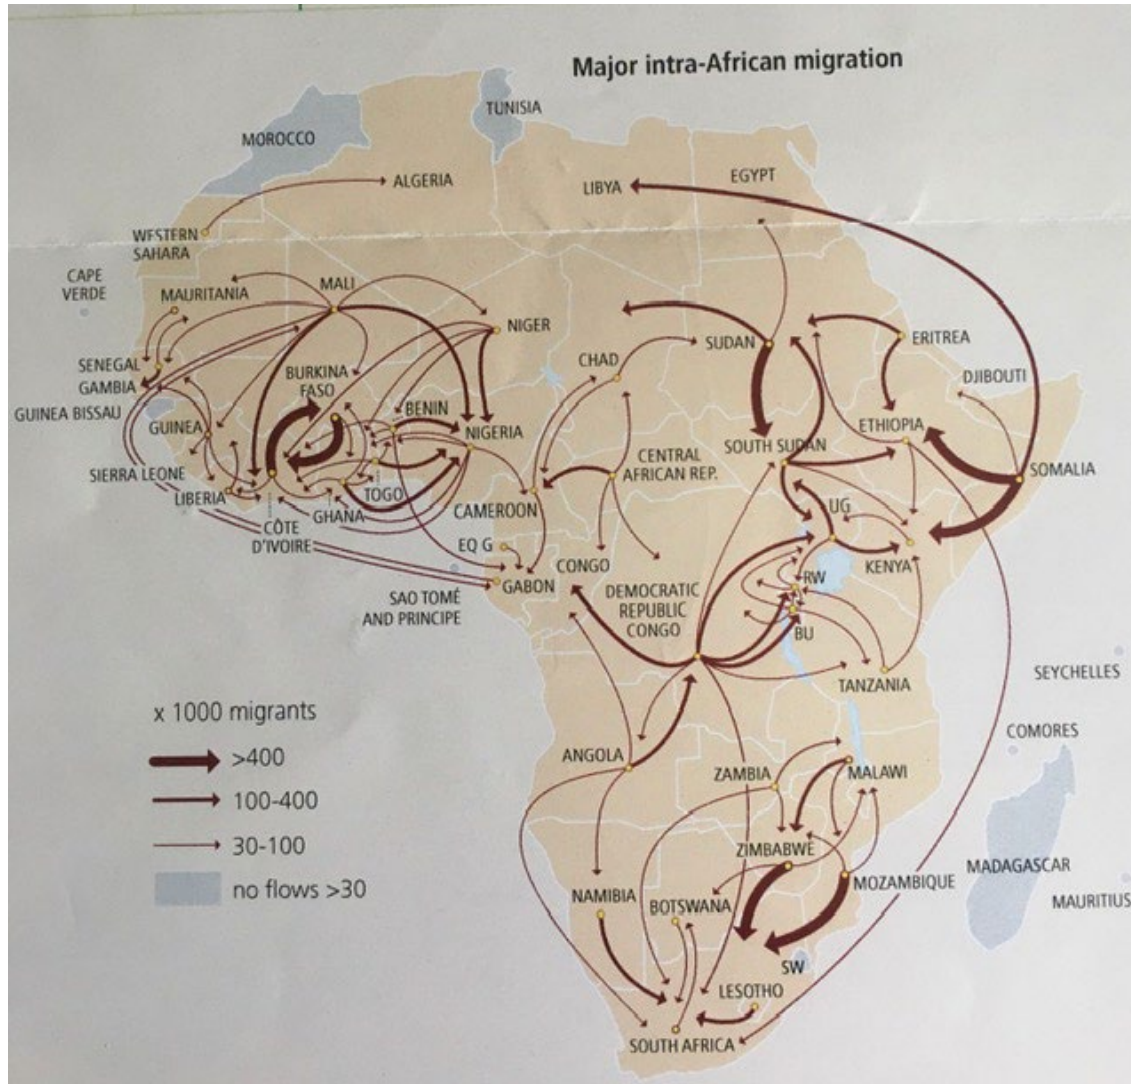 Major intra-African migration
TUNISIA
MOROCCO
ALGERIA
LIBYA
EGYPT
WESTERN
SAHARA
CAPE
VERDE
MAURITANIA
MALI
NIGER
CHAD
SUDAN
ERITREA
DJIBOUTI
SENEGAL
GAMBIA
GUINEA BISSAU
BURKINA
FASO
BENIN
NIGERIA
GUINEA
SIERRA LEONE
LIBERIA
CÔTE
D'IVOIRE
GHANA
TOGO
CAMEROON
CENTRAL
AFRICAN REP.
SOUTH SUDAN
ETHIOPIA
SOMALIA
UG
KENYA
EQ G
GABON
CONGO
SAO TOMÉ
AND PRINCIPE
DEMOCRATIC
REPUBLIC
CONGO
RW
BU
TANZANIA
SEYCHELLES
COMORES
x 1000 migrants
>400
100-400
30-100
no flows >30
ANGOLA
ZAMBIA
MALAWI
ZIMBABWE
MOZAMBIQUE
MADAGASCAR
MAURITIUS
NAMIBIA
BOTSWANA
SW
LESOTHO
SOUTH AFRICA